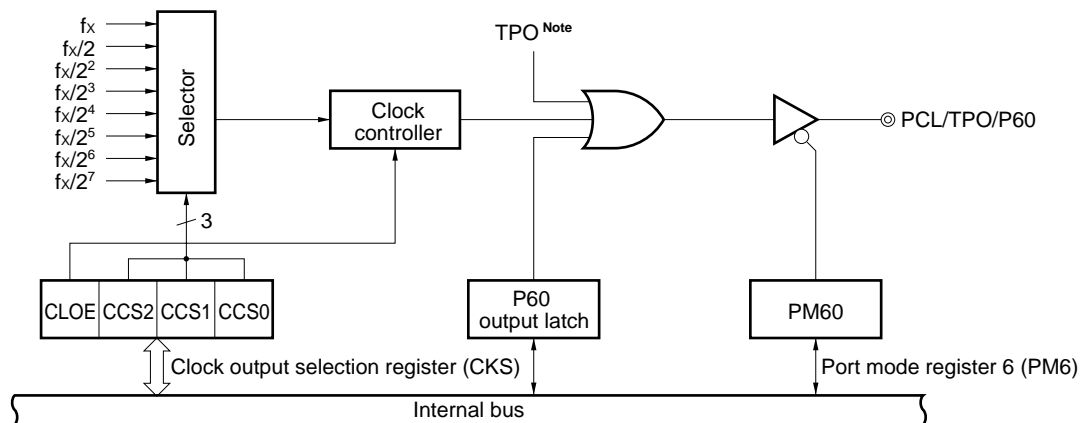 fX
fX/2
fX/2²
fX/2³
fX/2⁴
fX/2⁵
fX/2⁶
fX/2⁷
Selector
TPO Note
Clock
controller
PCL/TPO/P60
3
CLOE CCS2 CCS1 CCS0
P60
output latch
PM60
Clock output selection register (CKS)
Port mode register 6 (PM6)
Internal bus